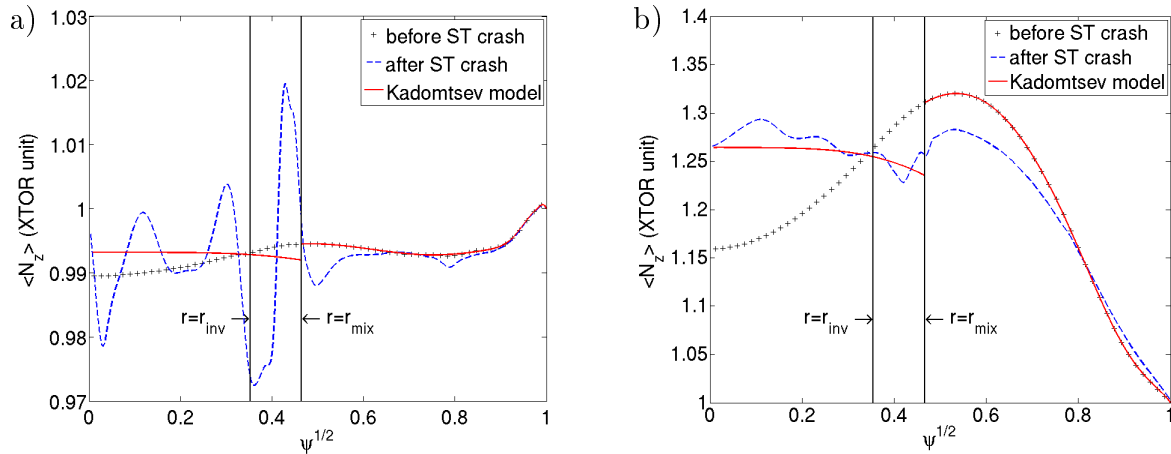 a)
<N_Z> (XTOR unit)
1.03
1.02
1.01
1
0.99
0.98
0.97
before ST crash
after ST crash
Kadomtsev model
r=r_inv
r=r_mix
0
0.2
0.4
0.6
0.8
1
ψ^1/2
b)
<N_Z> (XTOR unit)
1.4
1.35
1.3
1.25
1.2
1.15
1.1
1.05
1
before ST crash
after ST crash
Kadomtsev model
r=r_inv
r=r_mix
0
0.2
0.4
0.6
0.8
1
ψ^1/2